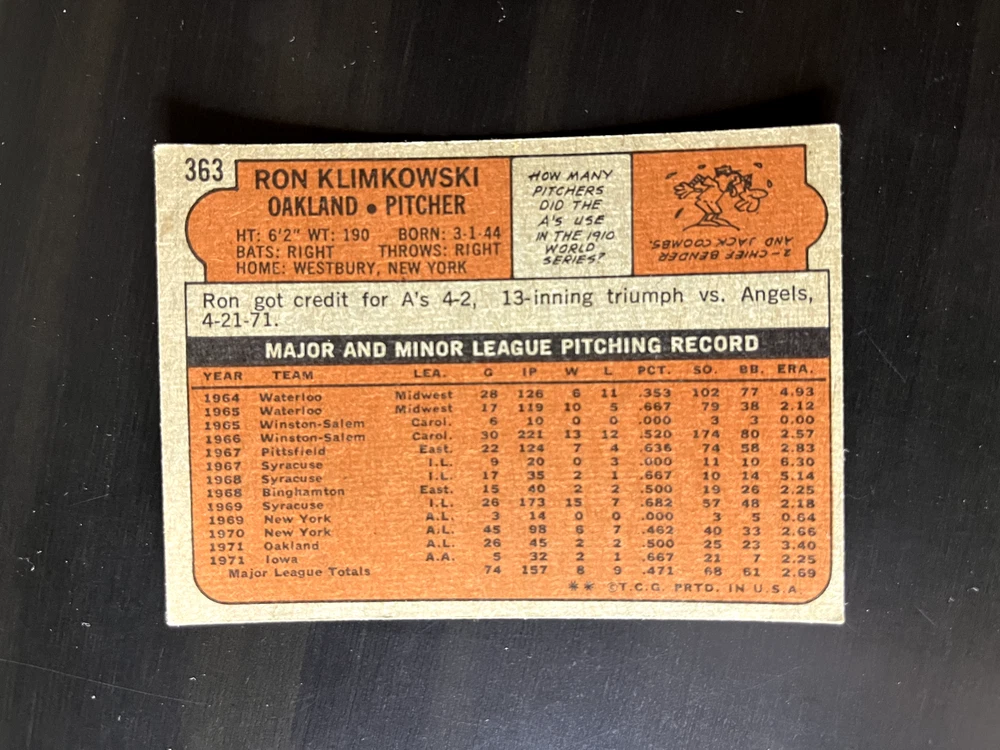 363
RON KLIMKOWSKI
OAKLAND • PITCHER
HT: 6'2" WT: 190 BORN: 3-1-44
BATS: RIGHT THROWS: RIGHT
HOME: WESTBURY, NEW YORK
HOW MANY
PITCHERS
DID THE
A's USE
IN THE 1910
WORLD
SERIES?
2-CHIEF BENDER
AND JACK COOMBS.
Ron got credit for A's 4-2, 13-inning triumph vs. Angels,
4-21-71.
MAJOR AND MINOR LEAGUE PITCHING RECORD
YEAR TEAM LEA. G IP W L PCT. SO. BB. ERA.
1964 Waterloo Midwest 28 126 6 11 .353 102 77 4.93
1965 Waterloo Midwest 17 119 10 5 .667 79 38 2.12
1965 Winston-Salem Carol. 6 10 0 0 .000 3 3 0.00
1966 Winston-Salem Carol. 30 221 13 12 .520 174 80 2.57
1967 Pittsfield East. 22 124 7 4 .636 74 58 2.83
1967 Syracuse I.L. 9 20 0 3 .000 11 10 6.30
1968 Syracuse I.L. 17 35 2 1 .667 10 14 5.14
1968 Binghamton East. 15 40 2 2 .500 19 26 2.25
1969 Syracuse I.L. 26 173 15 7 .682 57 48 2.18
1969 New York A.L. 3 14 0 0 .000 3 5 0.64
1970 New York A.L. 45 98 6 7 .462 40 33 2.66
1971 Oakland A.L. 26 45 2 2 .500 25 23 3.40
1971 Iowa A.A. 5 32 2 1 .667 21 7 2.25
Major League Totals 74 157 8 9 .471 68 61 2.69
** ©T.C.G. PRTD. IN U.S.A.